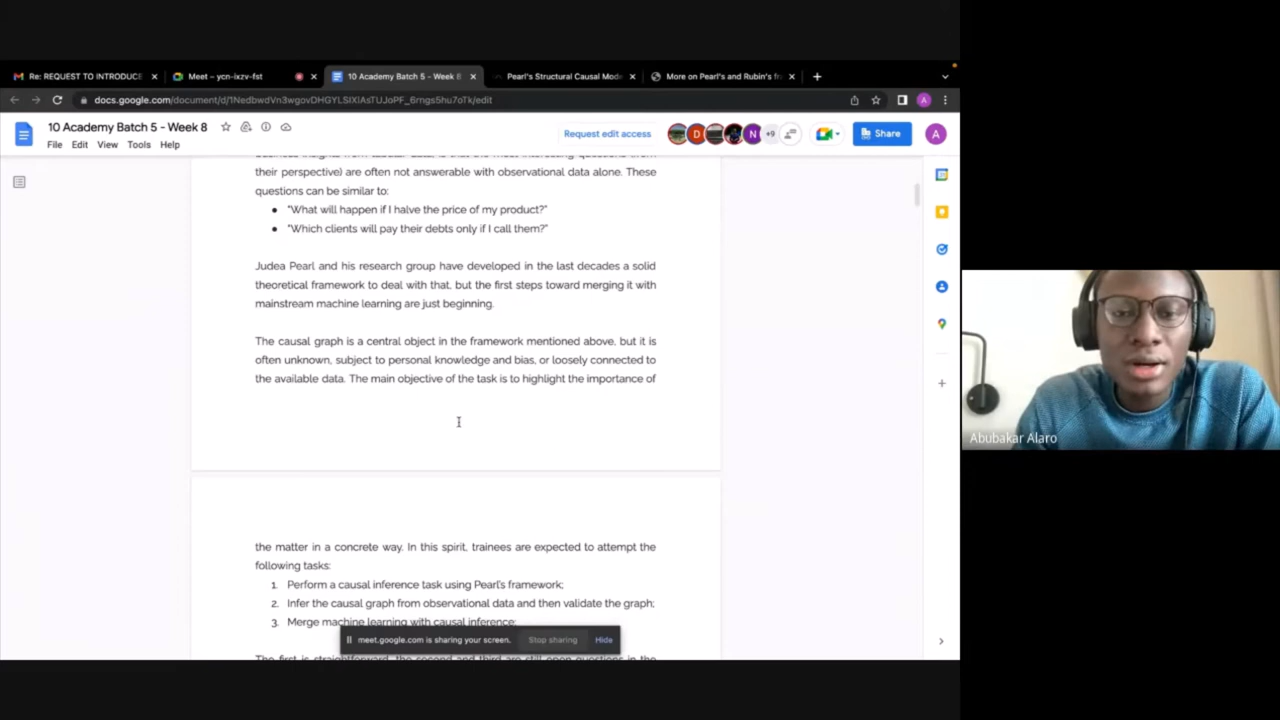 Re: REQUEST TO INTRODUCE
Meet – ycn-ixzv-fst
10 Academy Batch 5 - Week 8
Pearl's Structural Causal Mode
More on Pearl's and Rubin's fr
docs.google.com/document/d/
10 Academy Batch 5 - Week 8
File Edit View Tools Help
Request edit access
D
N
+9
Share
A
their perspective) are often not answerable with observational data alone. These
questions can be similar to:
● "What will happen if I halve the price of my product?"
● "Which clients will pay their debts only if I call them?"
Judea Pearl and his research group have developed in the last decades a solid
theoretical framework to deal with that, but the first steps toward merging it with
mainstream machine learning are just beginning.
The causal graph is a central object in the framework mentioned above, but it is
often unknown, subject to personal knowledge and bias, or loosely connected to
the available data. The main objective of the task is to highlight the importance of
the matter in a concrete way. In this spirit, trainees are expected to attempt the
following tasks:
1. Perform a causal inference task using Pearl's framework;
2. Infer the causal graph from observational data and then validate the graph;
3. Merge machine learning with causal inference;
meet.google.com is sharing your screen. Stop sharing Hide
Abubakar Alaro